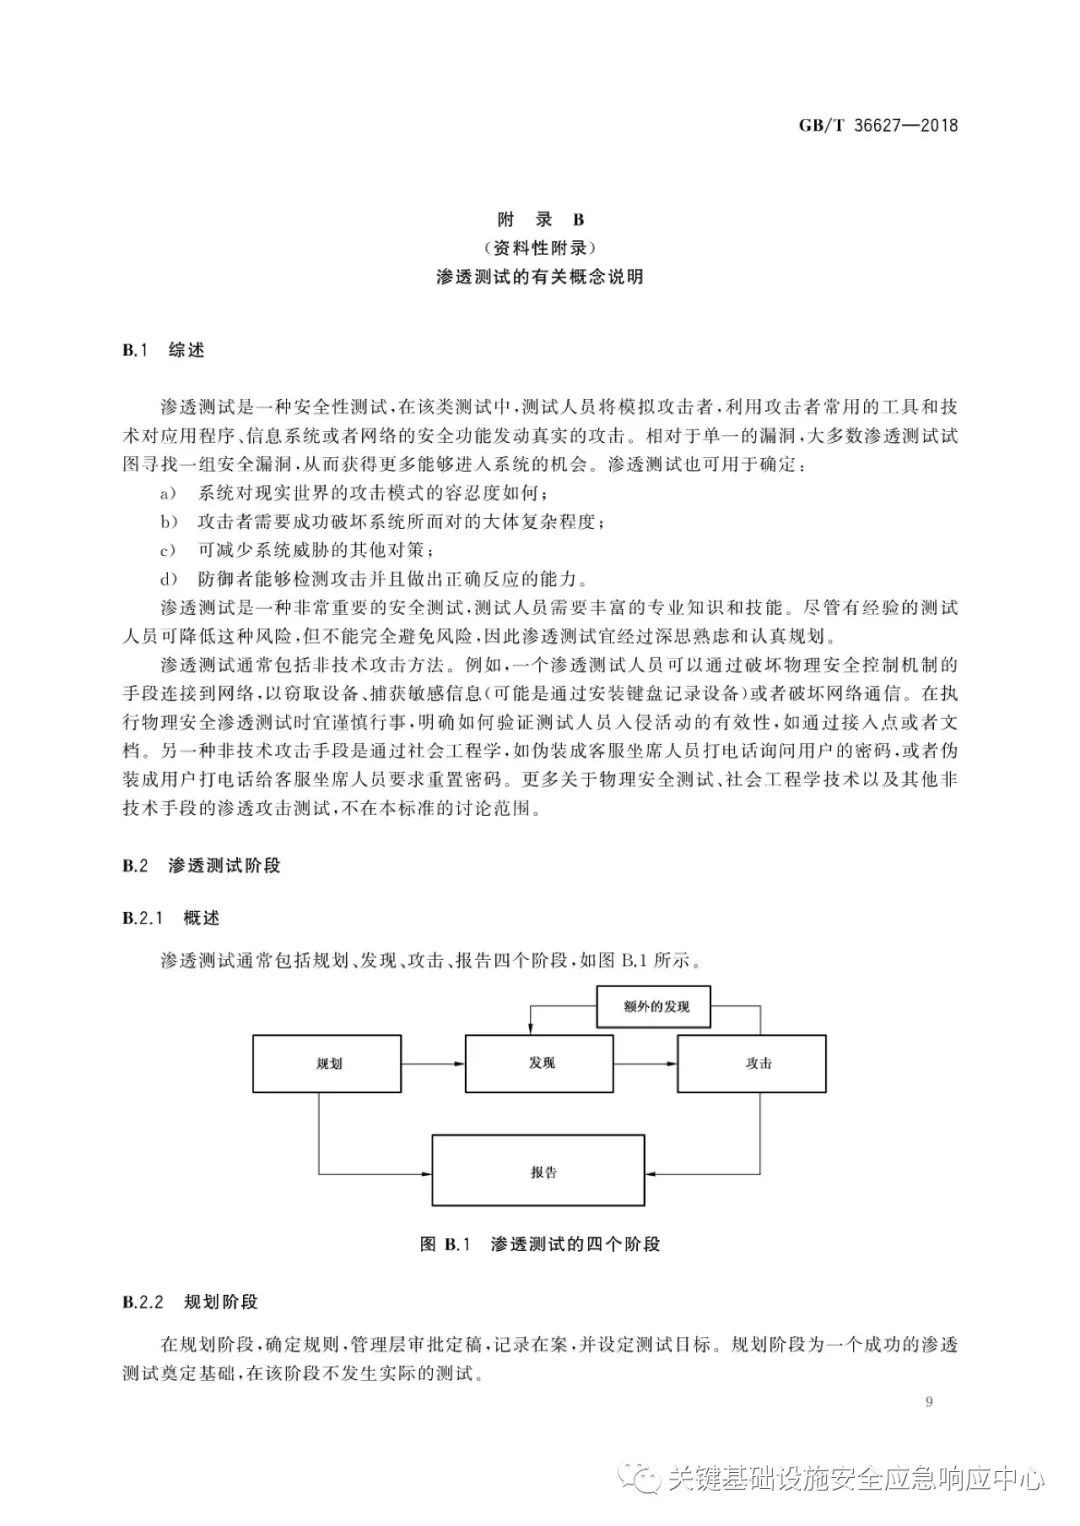 GB/T 36627—2018
附 录 B
（资料性附录）
渗透测试的有关概念说明
B.1 综述
渗透测试是一种安全性测试,在该类测试中,测试人员将模拟攻击者,利用攻击者常用的工具和技
术对应用程序、信息系统或者网络的安全功能发动真实的攻击。相对于单一的漏洞,大多数渗透测试试
图寻找一组安全漏洞,从而获得更多能够进入系统的机会。渗透测试也可用于确定：
a） 系统对现实世界的攻击模式的容忍度如何；
b） 攻击者需要成功破坏系统所面对的大体复杂程度；
c） 可减少系统威胁的其他对策；
d） 防御者能够检测攻击并且做出正确反应的能力。
渗透测试是一种非常重要的安全测试,测试人员需要丰富的专业知识和技能。尽管有经验的测试
人员可降低这种风险,但不能完全避免风险,因此渗透测试宜经过深思熟虑和认真规划。
渗透测试通常包括非技术攻击方法。例如,一个渗透测试人员可以通过破坏物理安全控制机制的
手段连接到网络,以窃取设备、捕获敏感信息(可能是通过安装键盘记录设备)或者破坏网络通信。在执
行物理安全渗透测试时宜谨慎行事,明确如何验证测试人员入侵活动的有效性,如通过接入点或者文
档。另一种非技术攻击手段是通过社会工程学,如伪装成客服坐席人员打电话询问用户的密码,或者伪
装成用户打电话给客服坐席人员要求重置密码。更多关于物理安全测试、社会工程学技术以及其他非
技术手段的渗透攻击测试,不在本标准的讨论范围。
B.2 渗透测试阶段
B.2.1 概述
渗透测试通常包括规划、发现、攻击、报告四个阶段,如图 B.1 所示。
额外的发现
规划
发现
攻击
报告
图 B.1 渗透测试的四个阶段
B.2.2 规划阶段
在规划阶段,确定规则,管理层审批定稿,记录在案,并设定测试目标。规划阶段为一个成功的渗透
测试奠定基础,在该阶段不发生实际的测试。
9
关键基础设施安全应急响应中心